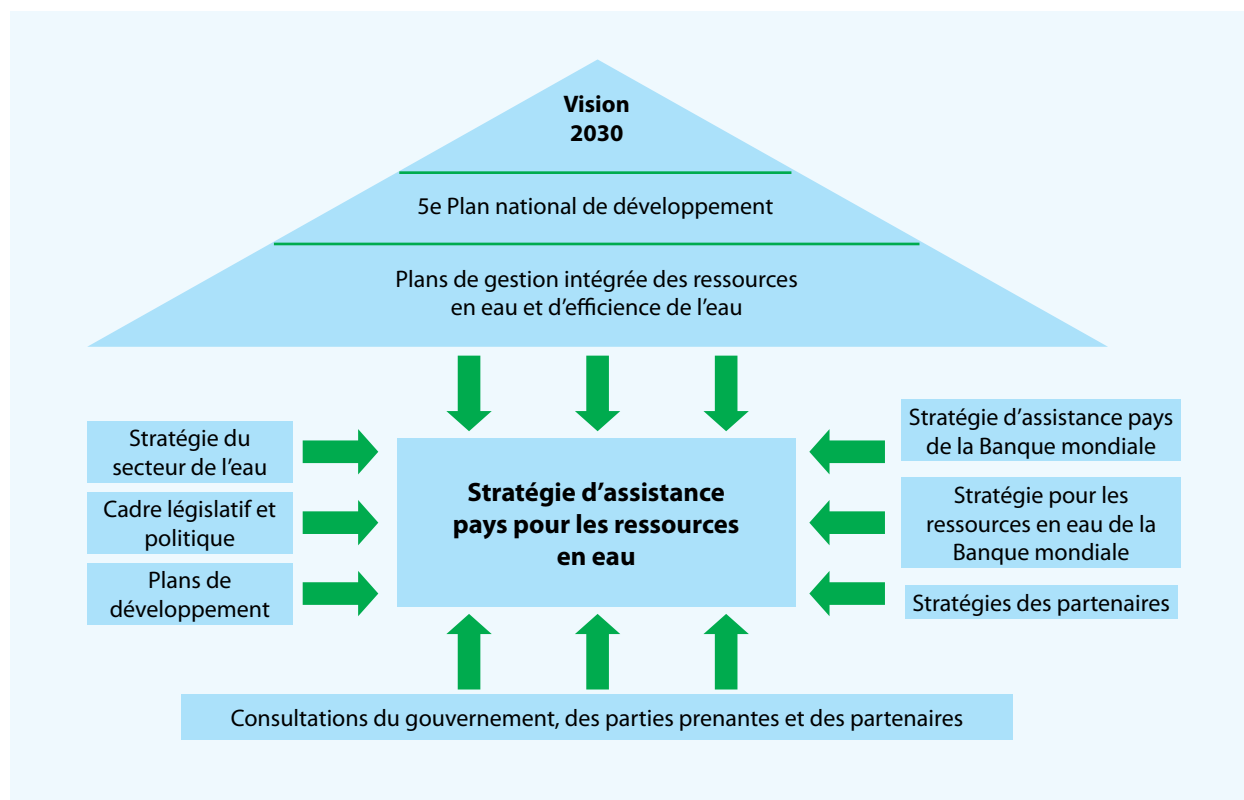 Vision
2030
5e Plan national de développement
Plans de gestion intégrée des ressources
en eau et d'efficience de l'eau
Stratégie du
secteur de l'eau
Cadre législatif et
politique
Plans de
développement
Stratégie d'assistance
pays pour les ressources
en eau
Stratégie d'assistance pays
de la Banque mondiale
Stratégie pour les
ressources en eau de la
Banque mondiale
Stratégies des partenaires
Consultations du gouvernement, des parties prenantes et des partenaires